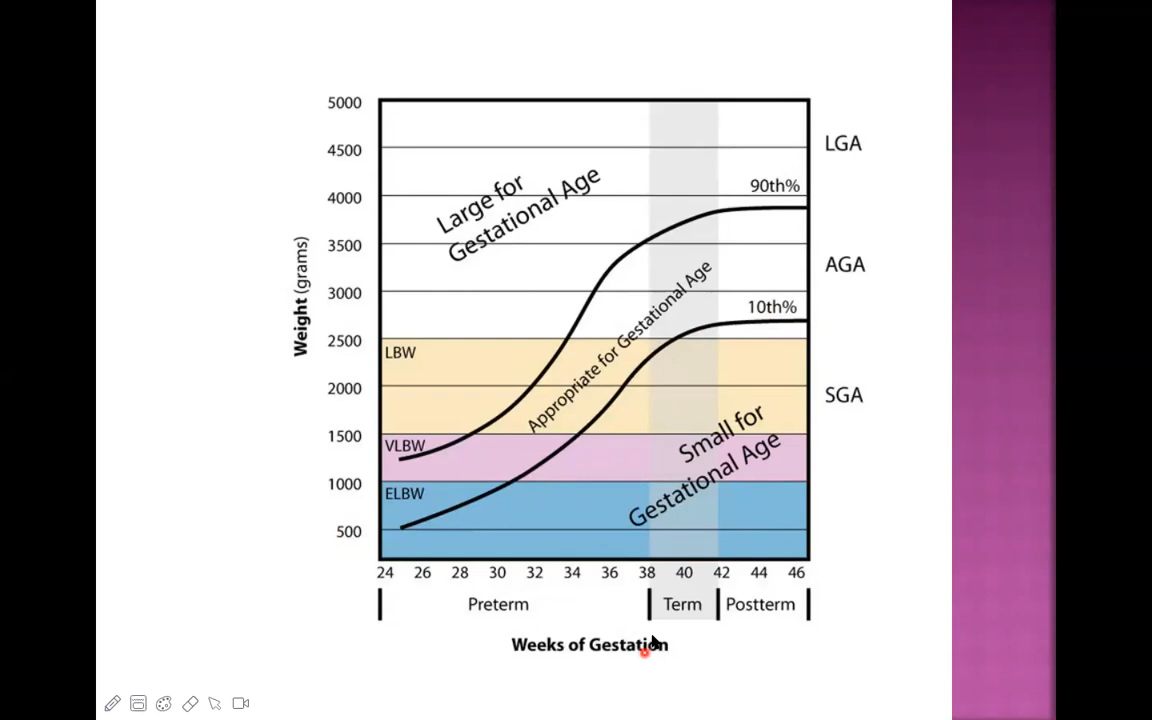 5000
4500
4000
3500
3000
2500
2000
1500
1000
500
Weight (grams)
Large for
Gestational Age
Appropriate for Gestational Age
Small for
Gestational Age
LBW
VLBW
ELBW
90th%
10th%
LGA
AGA
SGA
24 26 28 30 32 34 36 38 40 42 44 46
Preterm Term Postterm
Weeks of Gestation